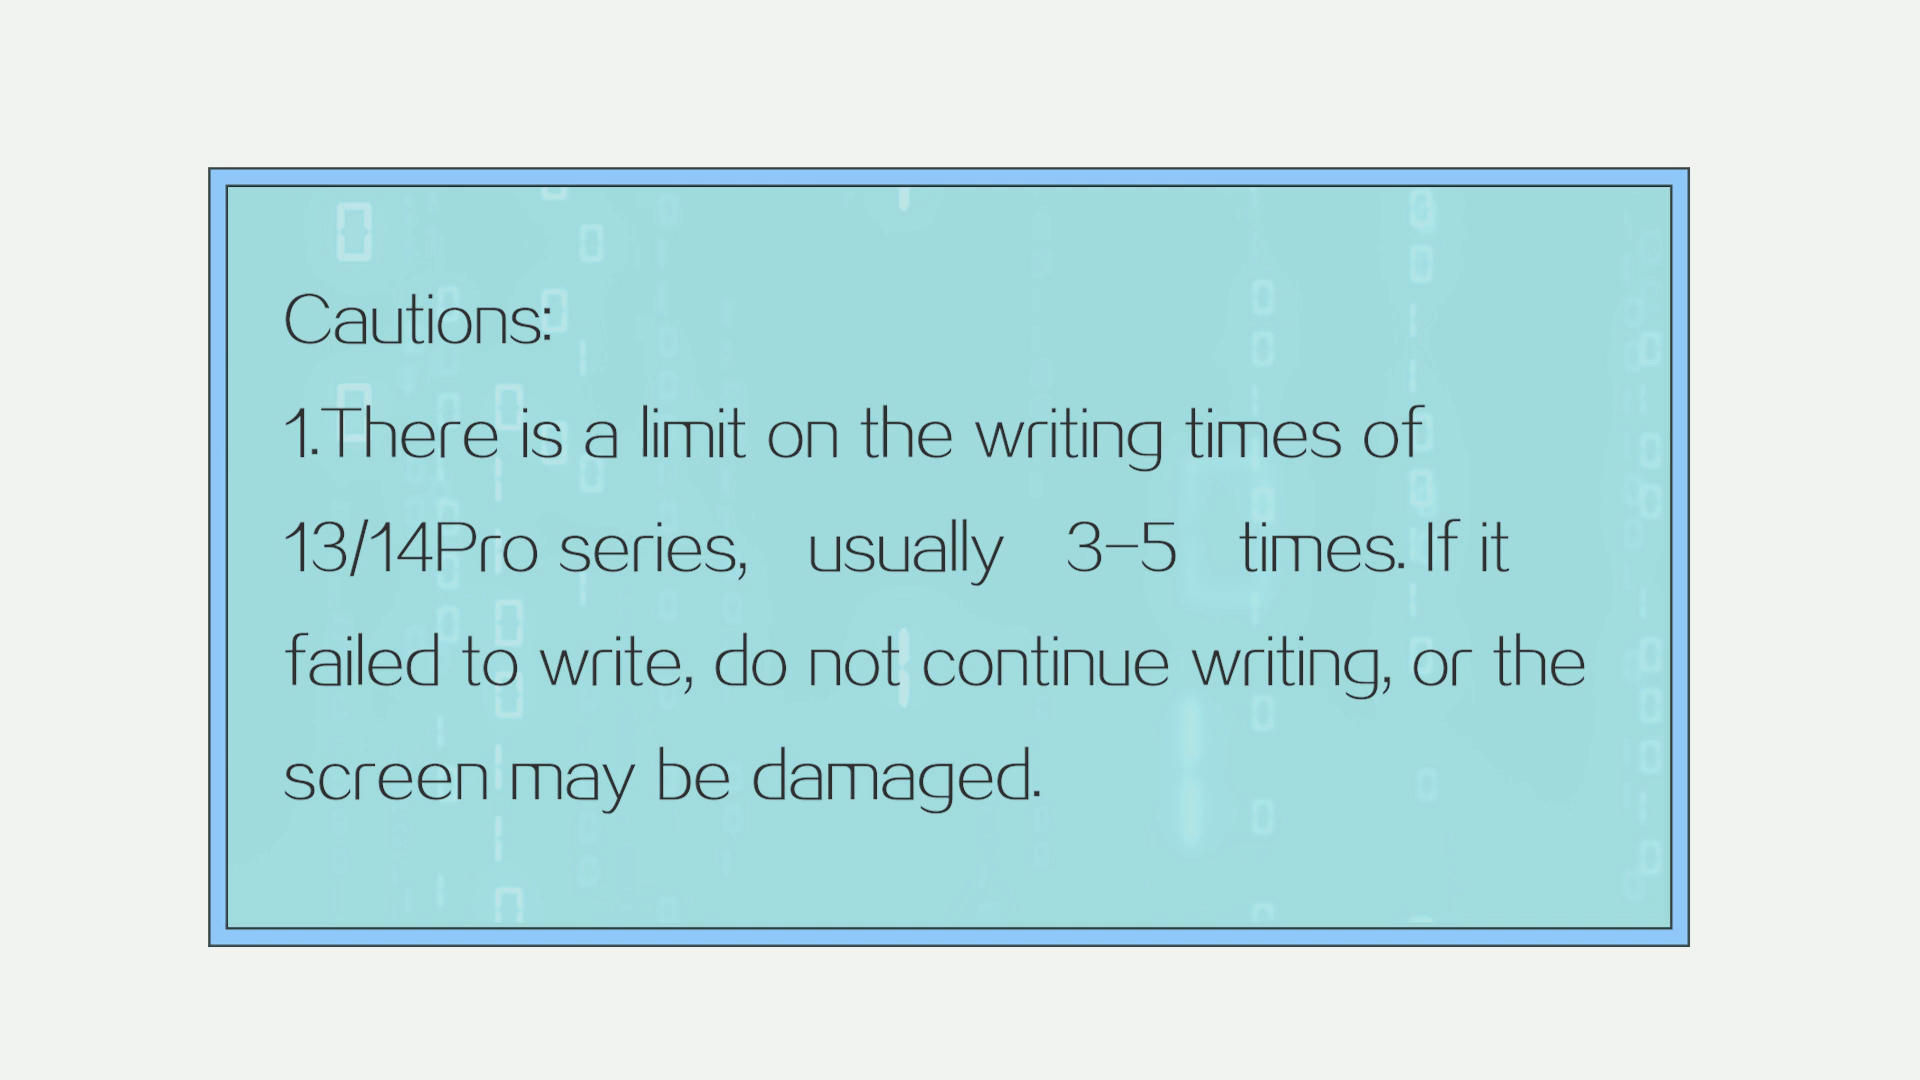 Cautions:
1.There is a limit on the writing times of
13/14Pro series, usually 3-5 times. If it
failed to write, do not continue writing, or the
screen may be damaged.